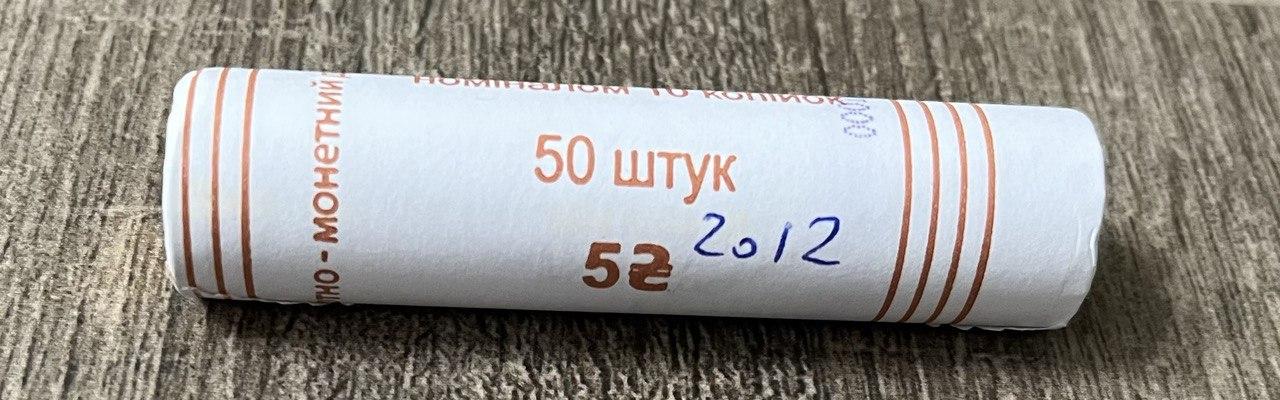 номіналом 10 копійок
50 штук
5₴
2012
- МОНЕТНИЙ